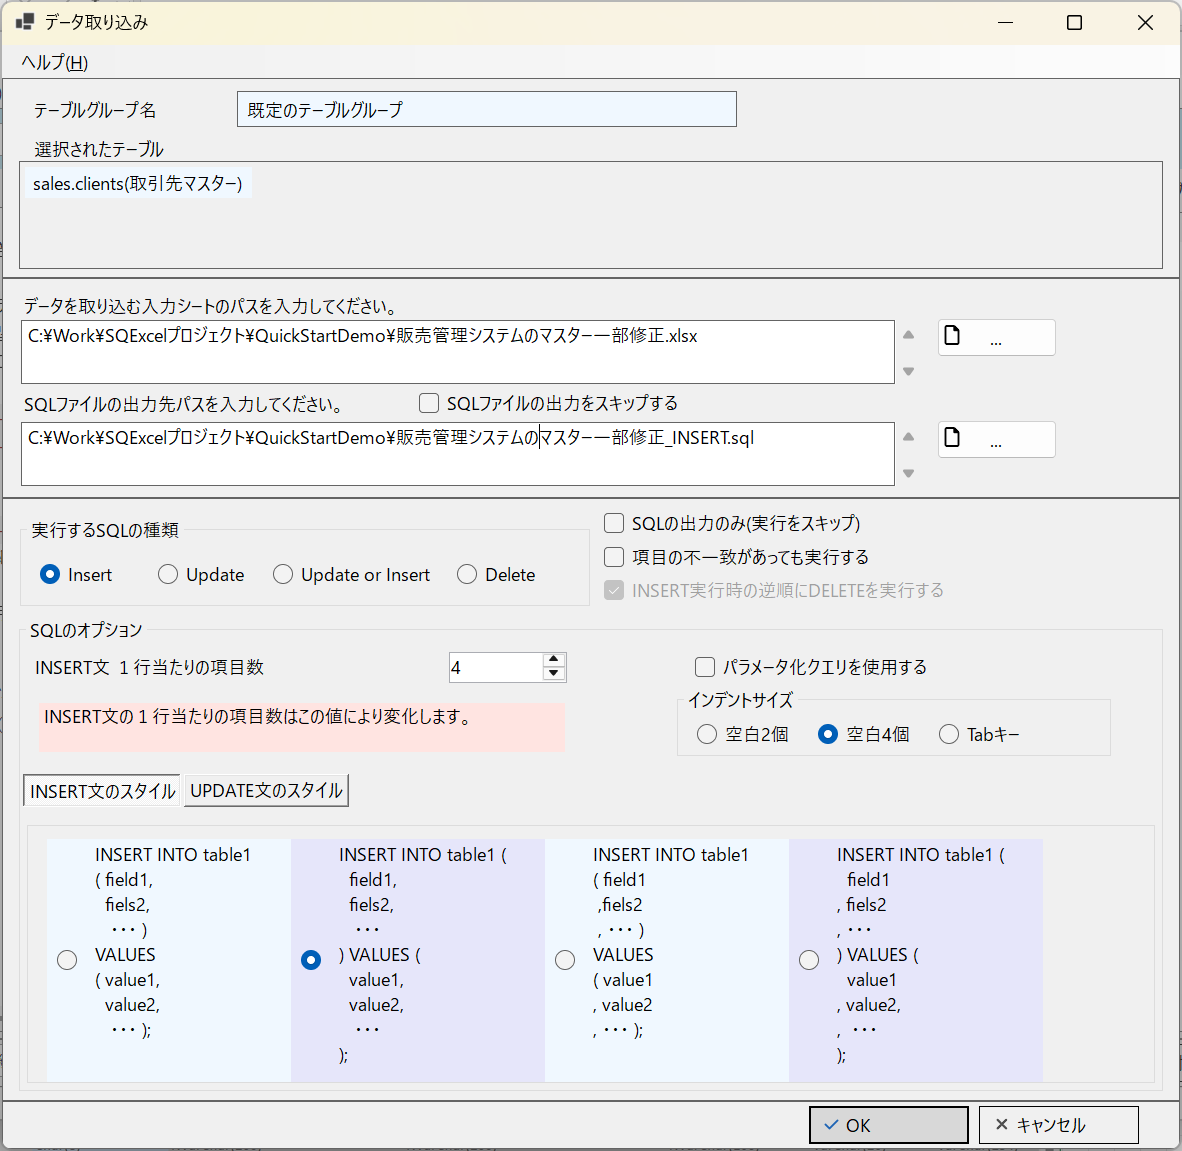 データ取り込み
ヘルプ(H)
テーブルグループ名
既定のテーブルグループ
選択されたテーブル
sales.clients(取引先マスター)
データを取り込む入力シートのパスを入力してください。
C:¥Work¥SQExcelプロジェクト¥QuickStartDemo¥販売管理システムのマスター一部修正.xlsx
...
SQLファイルの出力先パスを入力してください。
SQLファイルの出力をスキップする
C:¥Work¥SQExcelプロジェクト¥QuickStartDemo¥販売管理システムのマスター一部修正_INSERT.sql
...
実行するSQLの種類
Insert
Update
Update or Insert
Delete
SQLの出力のみ(実行をスキップ)
項目の不一致があっても実行する
INSERT実行時の逆順にDELETEを実行する
SQLのオプション
INSERT文 １行当たりの項目数
4
INSERT文の１行当たりの項目数はこの値により変化します。
パラメータ化クエリを使用する
インデントサイズ
空白2個
空白4個
Tabキー
INSERT文のスタイル
UPDATE文のスタイル
INSERT INTO table1
( field1,
fiels2,
・・・ )
VALUES
( value1,
value2,
・・・ );
INSERT INTO table1 (
field1,
fiels2,
・・・
) VALUES (
value1,
value2,
・・・
);
INSERT INTO table1
( field1
,fiels2
, ・・・ )
VALUES
( value1
, value2
, ・・・ );
INSERT INTO table1 (
field1
, fiels2
, ・・・
) VALUES (
value1
, value2,
, ・・・
);
OK
キャンセル